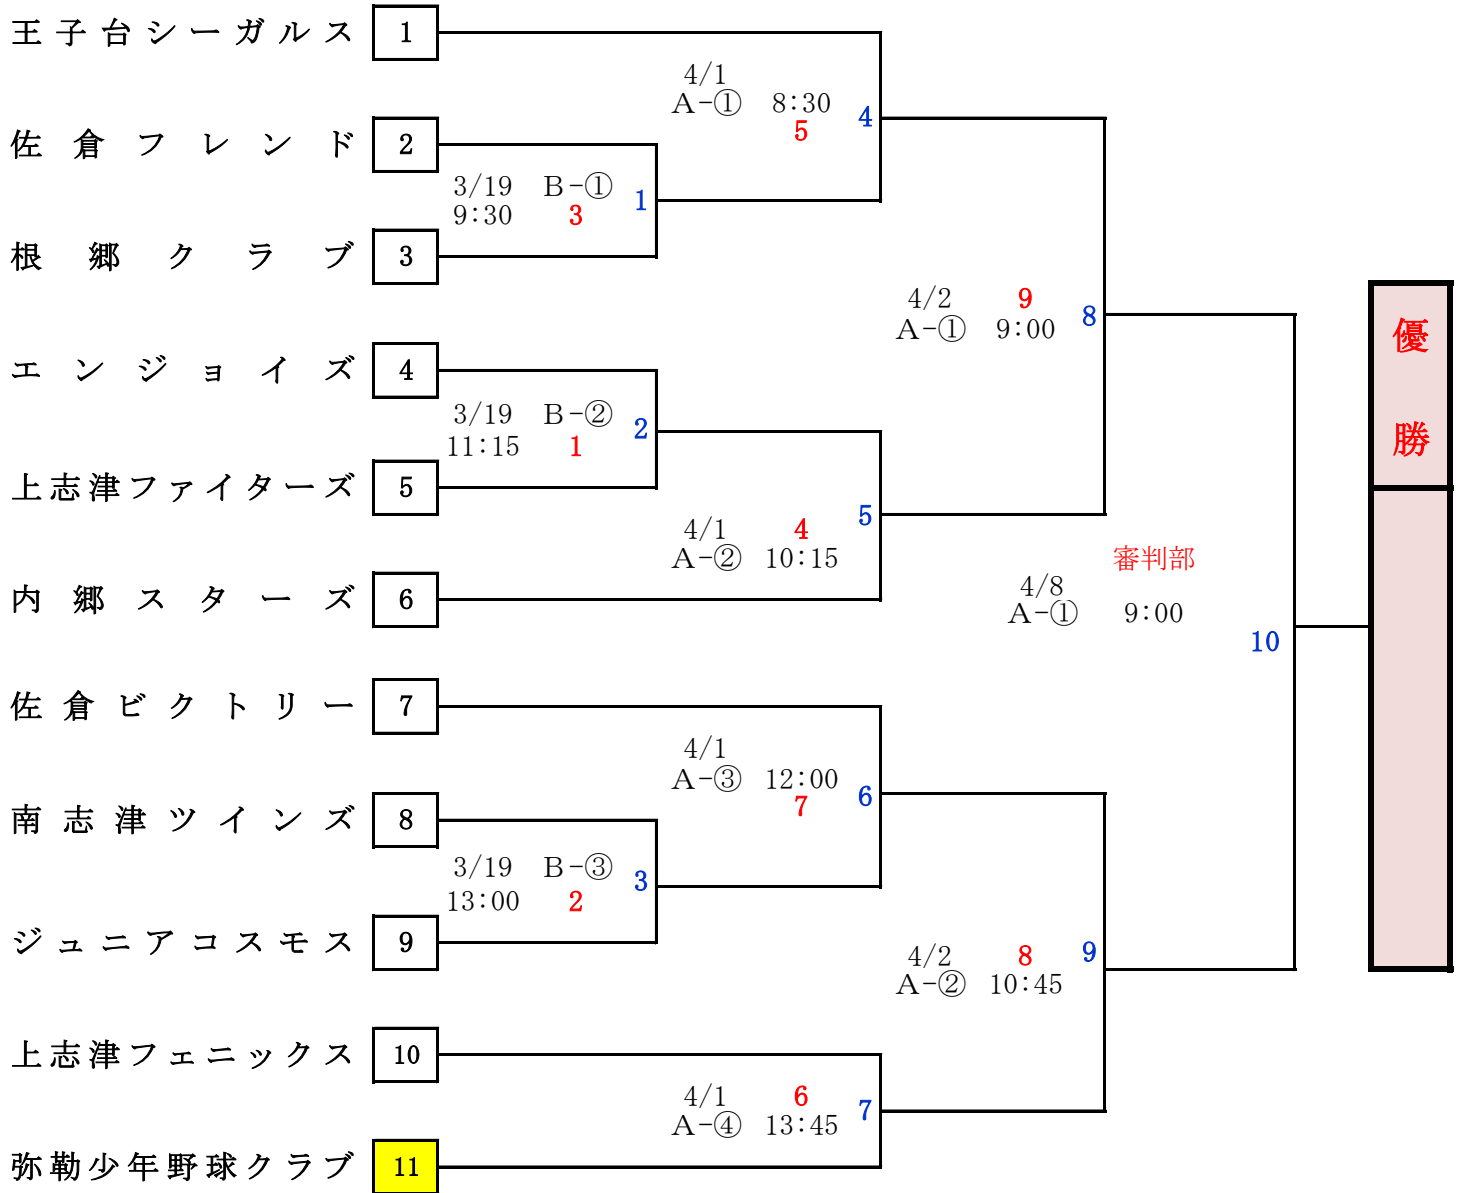 王子台シーガルス 1
4/1
A-① 8:30 4
5
佐倉フレンド 2
3/19 B-① 1
9:30 3
根郷クラブ 3
4/2 9 8
A-① 9:00
優
勝
エンジョイズ 4
3/19 B-② 2
11:15 1
上志津ファイターズ 5
4/1 4 5
A-② 10:15
審判部
4/8
A-① 9:00
10
内郷スターズ 6
佐倉ビクトリー 7
4/1
A-③ 12:00 6
7
南志津ツインズ 8
3/19 B-③ 3
13:00 2
ジュニアコスモス 9
4/2 8 9
A-② 10:45
上志津フェニックス 10
4/1 6 7
A-④ 13:45
弥勒少年野球クラブ 11